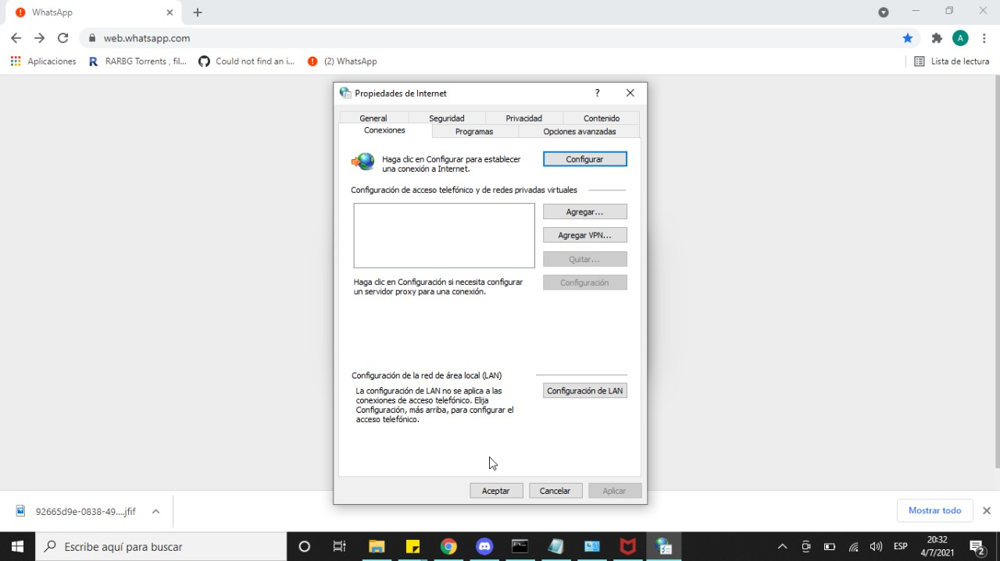 WhatsApp
web.whatsapp.com
A
Aplicaciones
RARBG Torrents , fil...
Could not find an i...
(2) WhatsApp
Lista de lectura
Propiedades de Internet
?
General
Seguridad
Privacidad
Contenido
Conexiones
Programas
Opciones avanzadas
Haga clic en Configurar para establecer
una conexión a Internet.
Configurar
Configuración de acceso telefónico y de redes privadas virtuales
Agregar...
Agregar VPN...
Quitar...
Haga clic en Configuración si necesita configurar
un servidor proxy para una conexión.
Configuración
Configuración de la red de área local (LAN)
La configuración de LAN no se aplica a las
conexiones de acceso telefónico. Elija
Configuración, más arriba, para configurar el
acceso telefónico.
Configuración de LAN
Aceptar
Cancelar
Aplicar
92665d9e-0838-49....jfif
Mostrar todo
Escribe aquí para buscar
ESP
20:32
4/7/2021
2